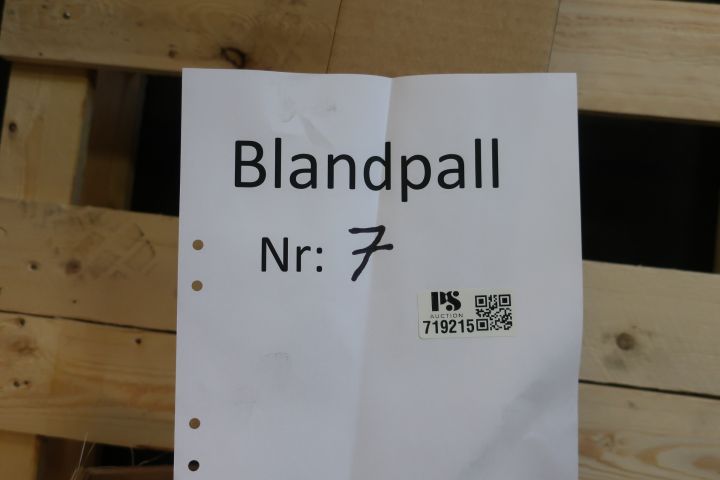 Blandpall
Nr: 7
PS
AUCTION
719215